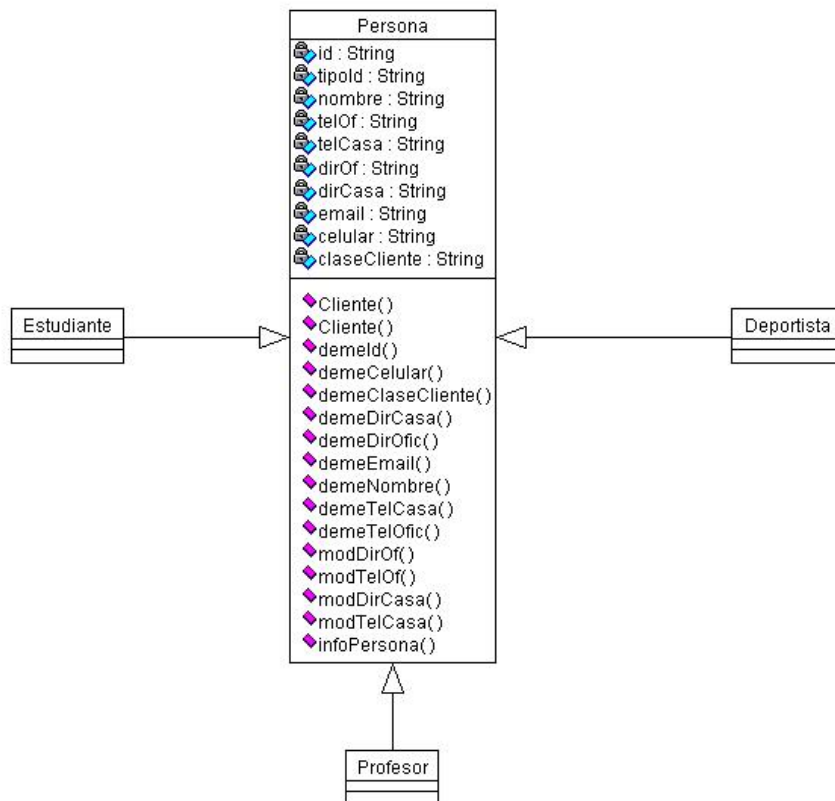 Persona
id : String
tipoId : String
nombre : String
telOf : String
telCasa : String
dirOf : String
dirCasa : String
email : String
celular : String
claseCliente : String
Cliente()
Cliente()
demeId()
demeCelular()
demeClaseCliente()
demeDirCasa()
demeDirOfic()
demeEmail()
demeNombre()
demeTelCasa()
demeTelOfic()
modDirOf()
modTelOf()
modDirCasa()
modTelCasa()
infoPersona()
Estudiante
Deportista
Profesor